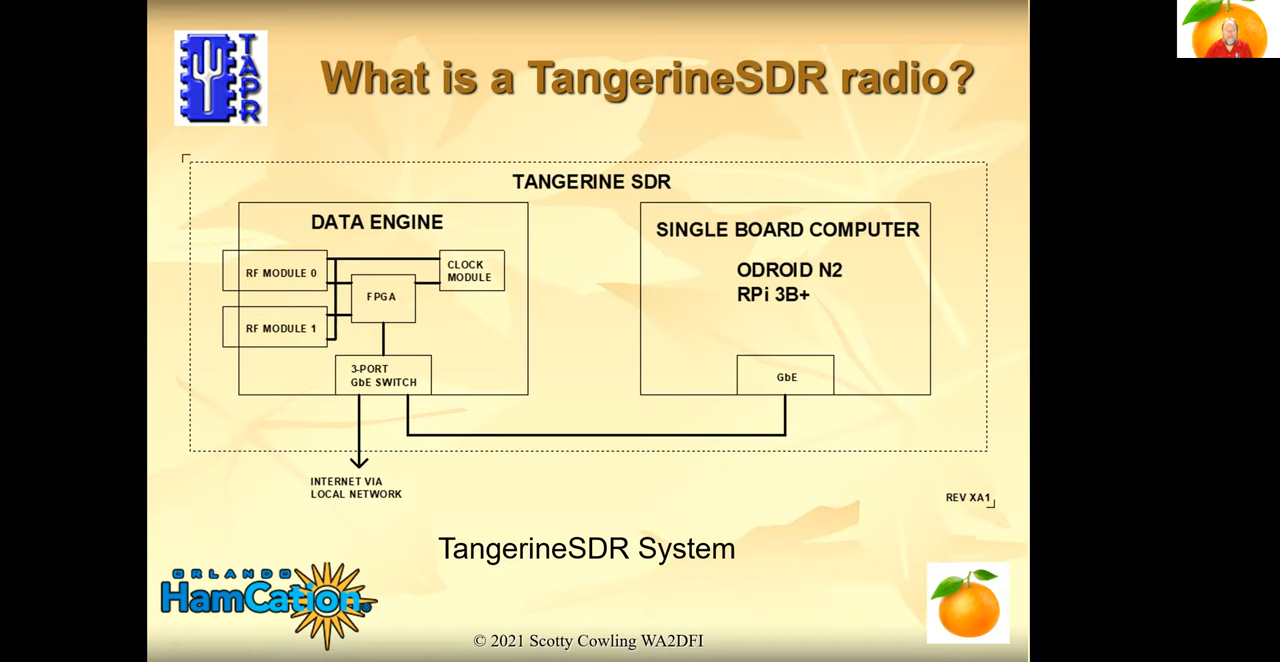 TAPR
What is a TangerineSDR radio?
TANGERINE SDR
DATA ENGINE
RF MODULE 0
CLOCK
MODULE
FPGA
RF MODULE 1
3-PORT
GbE SWITCH
SINGLE BOARD COMPUTER
ODROID N2
RPi 3B+
GbE
INTERNET VIA
LOCAL NETWORK
REV XA1
TangerineSDR System
ORLANDO
HamCation®
© 2021 Scotty Cowling WA2DFI